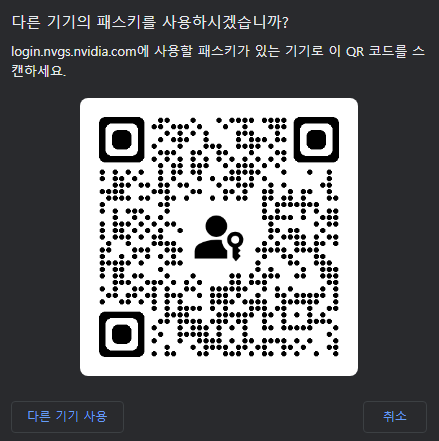 다른 기기의 패스키를 사용하시겠습니까?
login.nvgs.nvidia.com에 사용할 패스키가 있는 기기로 이 QR 코드를 스
캔하세요.
다른 기기 사용
취소